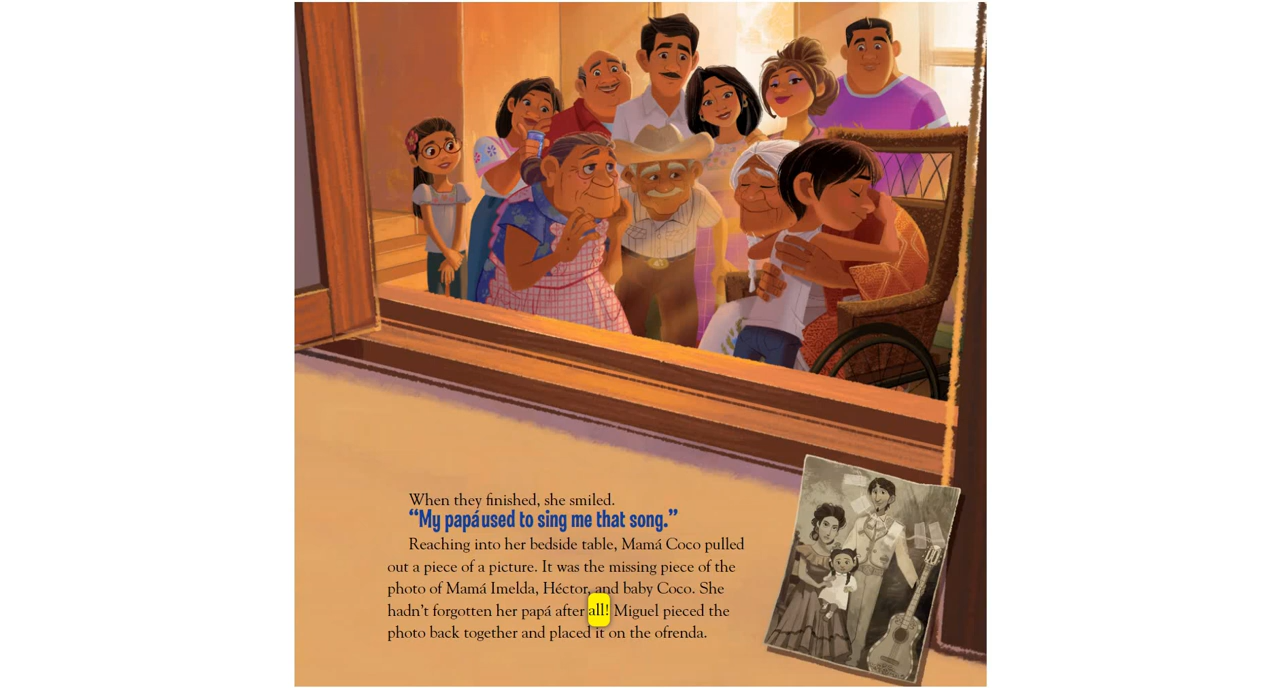 When they finished, she smiled.
“My papá used to sing me that song.”
Reaching into her bedside table, Mamá Coco pulled
out a piece of a picture. It was the missing piece of the
photo of Mamá Imelda, Héctor, and baby Coco. She
hadn’t forgotten her papá after all! Miguel pieced the
photo back together and placed it on the ofrenda.